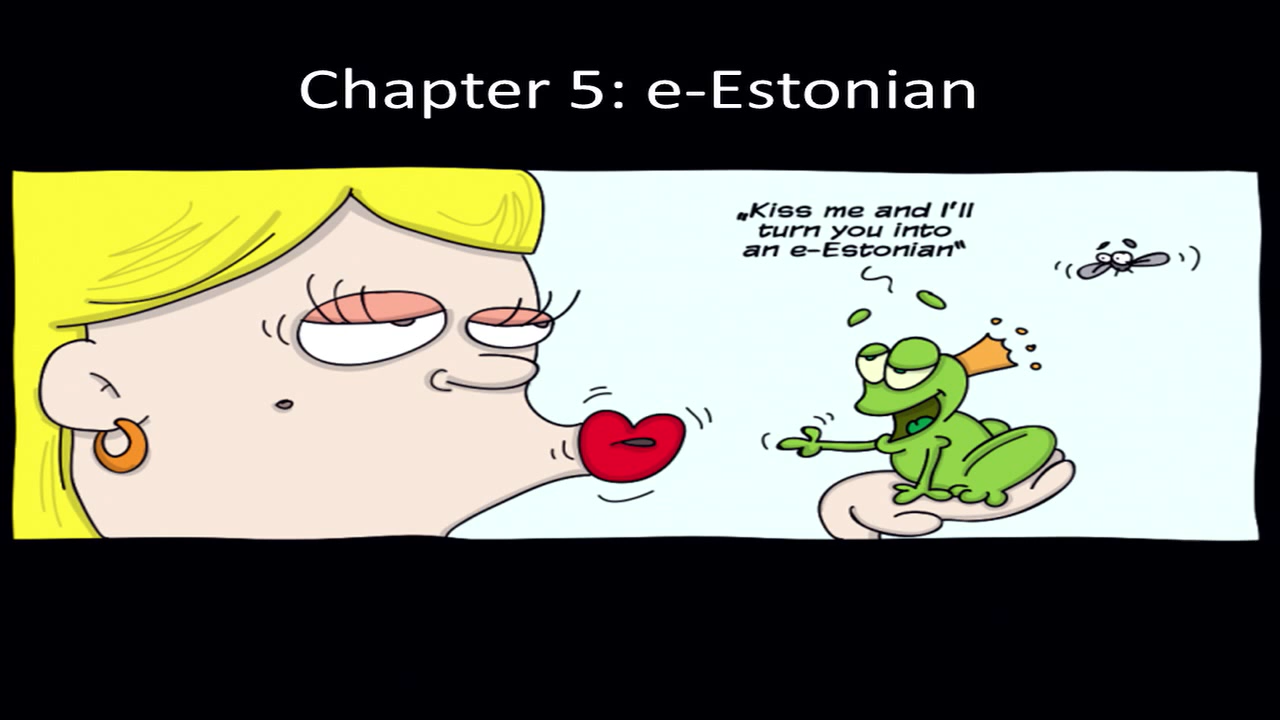 Chapter 5: e-Estonian
„Kiss me and I'll
turn you into
an e-Estonian"